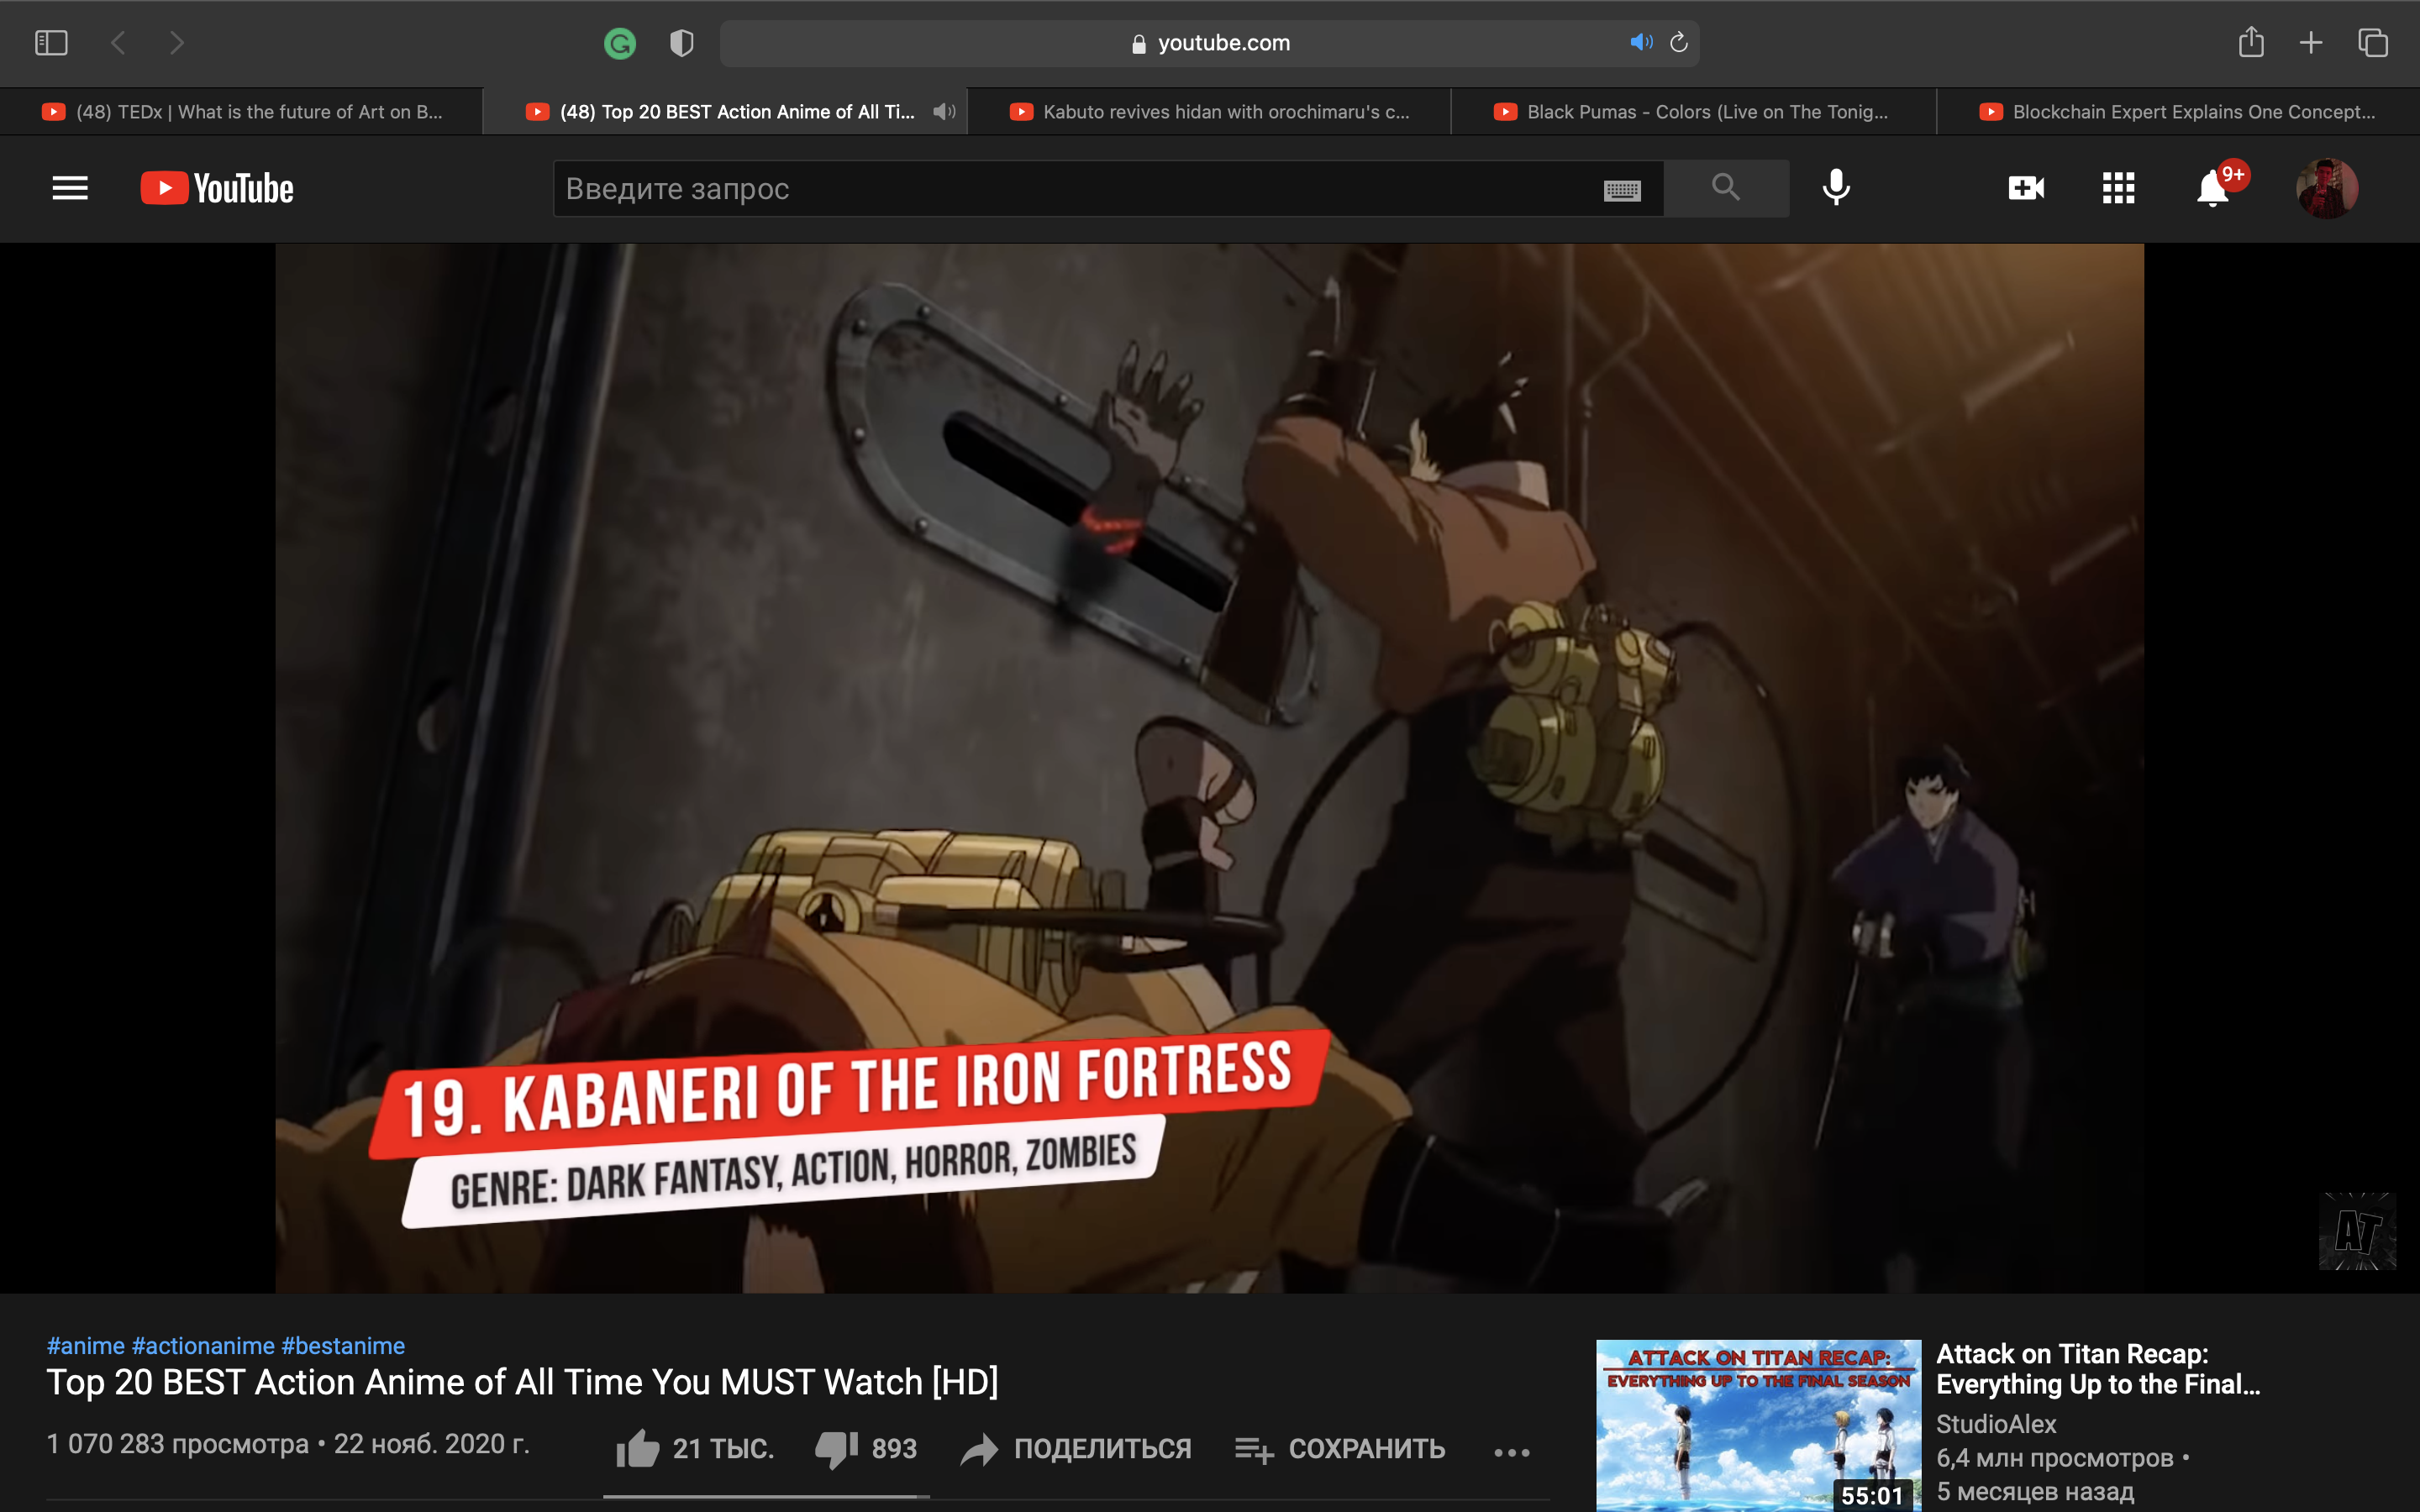 youtube.com
(48) TEDx | What is the future of Art on B...
(48) Top 20 BEST Action Anime of All Ti...
Kabuto revives hidan with orochimaru's c...
Black Pumas - Colors (Live on The Tonig...
Blockchain Expert Explains One Concept...
YouTube
Введите запрос
9+
19. KABANERI OF THE IRON FORTRESS
GENRE: DARK FANTASY, ACTION, HORROR, ZOMBIES
AT
#anime #actionanime #bestanime
Top 20 BEST Action Anime of All Time You MUST Watch [HD]
1 070 283 просмотра • 22 нояб. 2020 г.
21 ТЫС.
893
ПОДЕЛИТЬСЯ
СОХРАНИТЬ
ATTACK ON TITAN RECAP:
EVERYTHING UP TO THE FINAL SEASON
55:01
Attack on Titan Recap:
Everything Up to the Final...
StudioAlex
6,4 млн просмотров •
5 месяцев назад